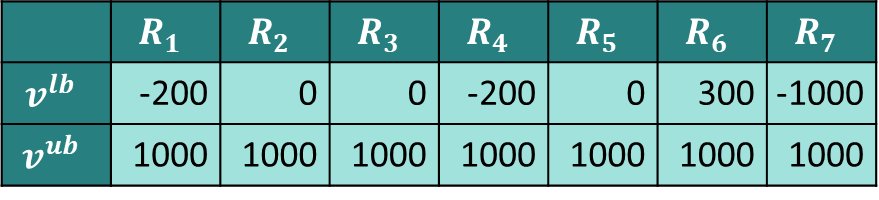 R₁ R₂ R₃ R₄ R₅ R₆ R₇
vˡᵇ -200 0 0 -200 0 300 -1000
vᵘᵇ 1000 1000 1000 1000 1000 1000 1000